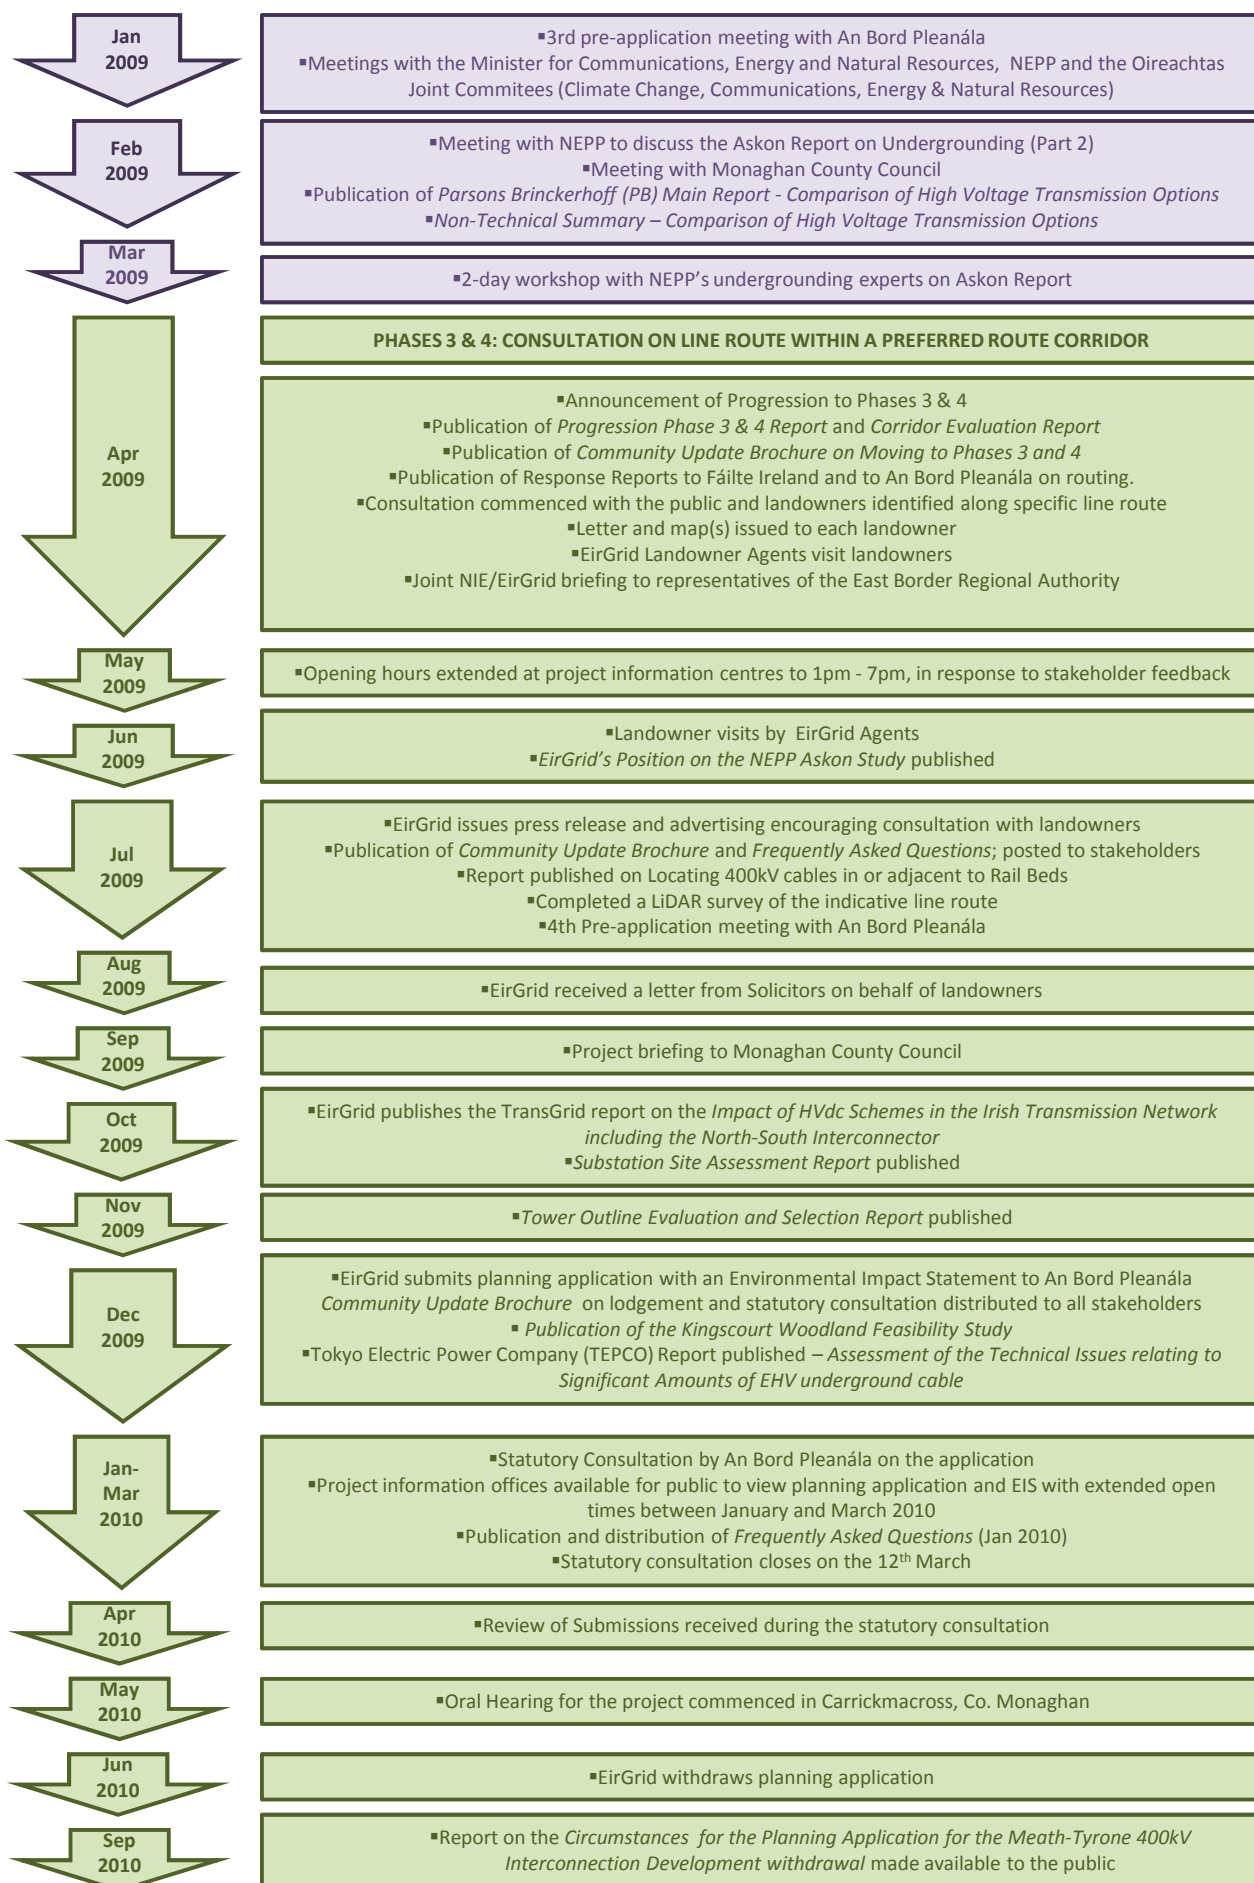 Jan
2009
▪3rd pre-application meeting with An Bord Pleanála
▪Meetings with the Minister for Communications, Energy and Natural Resources, NEPP and the Oireachtas
Joint Commitees (Climate Change, Communications, Energy & Natural Resources)
Feb
2009
▪Meeting with NEPP to discuss the Askon Report on Undergrounding (Part 2)
▪Meeting with Monaghan County Council
▪Publication of Parsons Brinckerhoff (PB) Main Report - Comparison of High Voltage Transmission Options
▪Non-Technical Summary – Comparison of High Voltage Transmission Options
Mar
2009
▪2-day workshop with NEPP's undergrounding experts on Askon Report
PHASES 3 & 4: CONSULTATION ON LINE ROUTE WITHIN A PREFERRED ROUTE CORRIDOR
Apr
2009
▪Announcement of Progression to Phases 3 & 4
▪Publication of Progression Phase 3 & 4 Report and Corridor Evaluation Report
▪Publication of Community Update Brochure on Moving to Phases 3 and 4
▪Publication of Response Reports to Fáilte Ireland and to An Bord Pleanála on routing.
▪Consultation commenced with the public and landowners identified along specific line route
▪Letter and map(s) issued to each landowner
▪EirGrid Landowner Agents visit landowners
▪Joint NIE/EirGrid briefing to representatives of the East Border Regional Authority
May
2009
▪Opening hours extended at project information centres to 1pm - 7pm, in response to stakeholder feedback
Jun
2009
▪Landowner visits by EirGrid Agents
▪EirGrid's Position on the NEPP Askon Study published
Jul
2009
▪EirGrid issues press release and advertising encouraging consultation with landowners
▪Publication of Community Update Brochure and Frequently Asked Questions; posted to stakeholders
▪Report published on Locating 400kV cables in or adjacent to Rail Beds
▪Completed a LiDAR survey of the indicative line route
▪4th Pre-application meeting with An Bord Pleanála
Aug
2009
▪EirGrid received a letter from Solicitors on behalf of landowners
Sep
2009
▪Project briefing to Monaghan County Council
Oct
2009
▪EirGrid publishes the TransGrid report on the Impact of HVdc Schemes in the Irish Transmission Network
including the North-South Interconnector
▪Substation Site Assessment Report published
Nov
2009
▪Tower Outline Evaluation and Selection Report published
Dec
2009
▪EirGrid submits planning application with an Environmental Impact Statement to An Bord Pleanála
Community Update Brochure on lodgement and statutory consultation distributed to all stakeholders
▪ Publication of the Kingscourt Woodland Feasibility Study
▪Tokyo Electric Power Company (TEPCO) Report published – Assessment of the Technical Issues relating to
Significant Amounts of EHV underground cable
Jan-
Mar
2010
▪Statutory Consultation by An Bord Pleanála on the application
▪Project information offices available for public to view planning application and EIS with extended open
times between January and March 2010
▪Publication and distribution of Frequently Asked Questions (Jan 2010)
▪Statutory consultation closes on the 12th March
Apr
2010
▪Review of Submissions received during the statutory consultation
May
2010
▪Oral Hearing for the project commenced in Carrickmacross, Co. Monaghan
Jun
2010
▪EirGrid withdraws planning application
Sep
2010
▪Report on the Circumstances for the Planning Application for the Meath-Tyrone 400kV
Interconnection Development withdrawal made available to the public